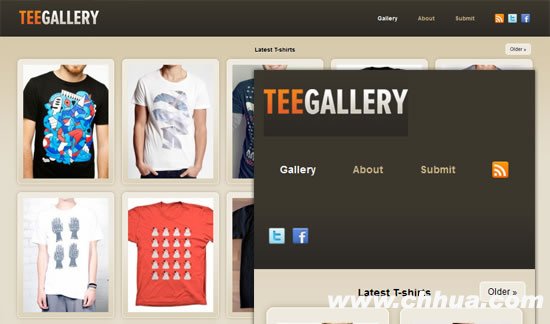 TEEGALLERY
Gallery About Submit
Latest T-shirts
Older »
TEEGALLERY
Gallery About Submit
Latest T-shirts
Older »
www.chhua.com